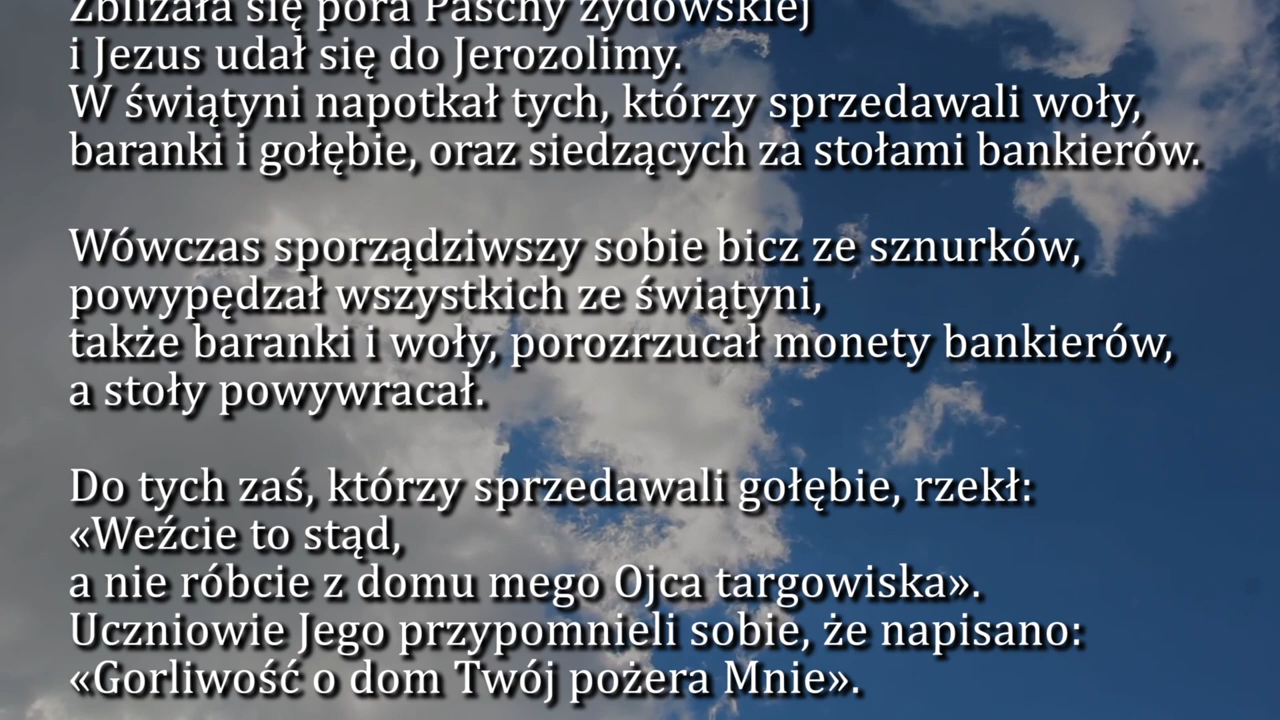 Zbliżała się pora Paschy żydowskiej
i Jezus udał się do Jerozolimy.
W świątyni napotkał tych, którzy sprzedawali woły,
baranki i gołębie, oraz siedzących za stołami bankierów.
Wówczas sporządziwszy sobie bicz ze sznurków,
powypędzał wszystkich ze świątyni,
także baranki i woły, porozrzucał monety bankierów,
a stoły powywracał.
Do tych zaś, którzy sprzedawali gołębie, rzekł:
«Weźcie to stąd,
a nie róbcie z domu mego Ojca targowiska».
Uczniowie Jego przypomnieli sobie, że napisano:
«Gorliwość o dom Twój pożera Mnie».